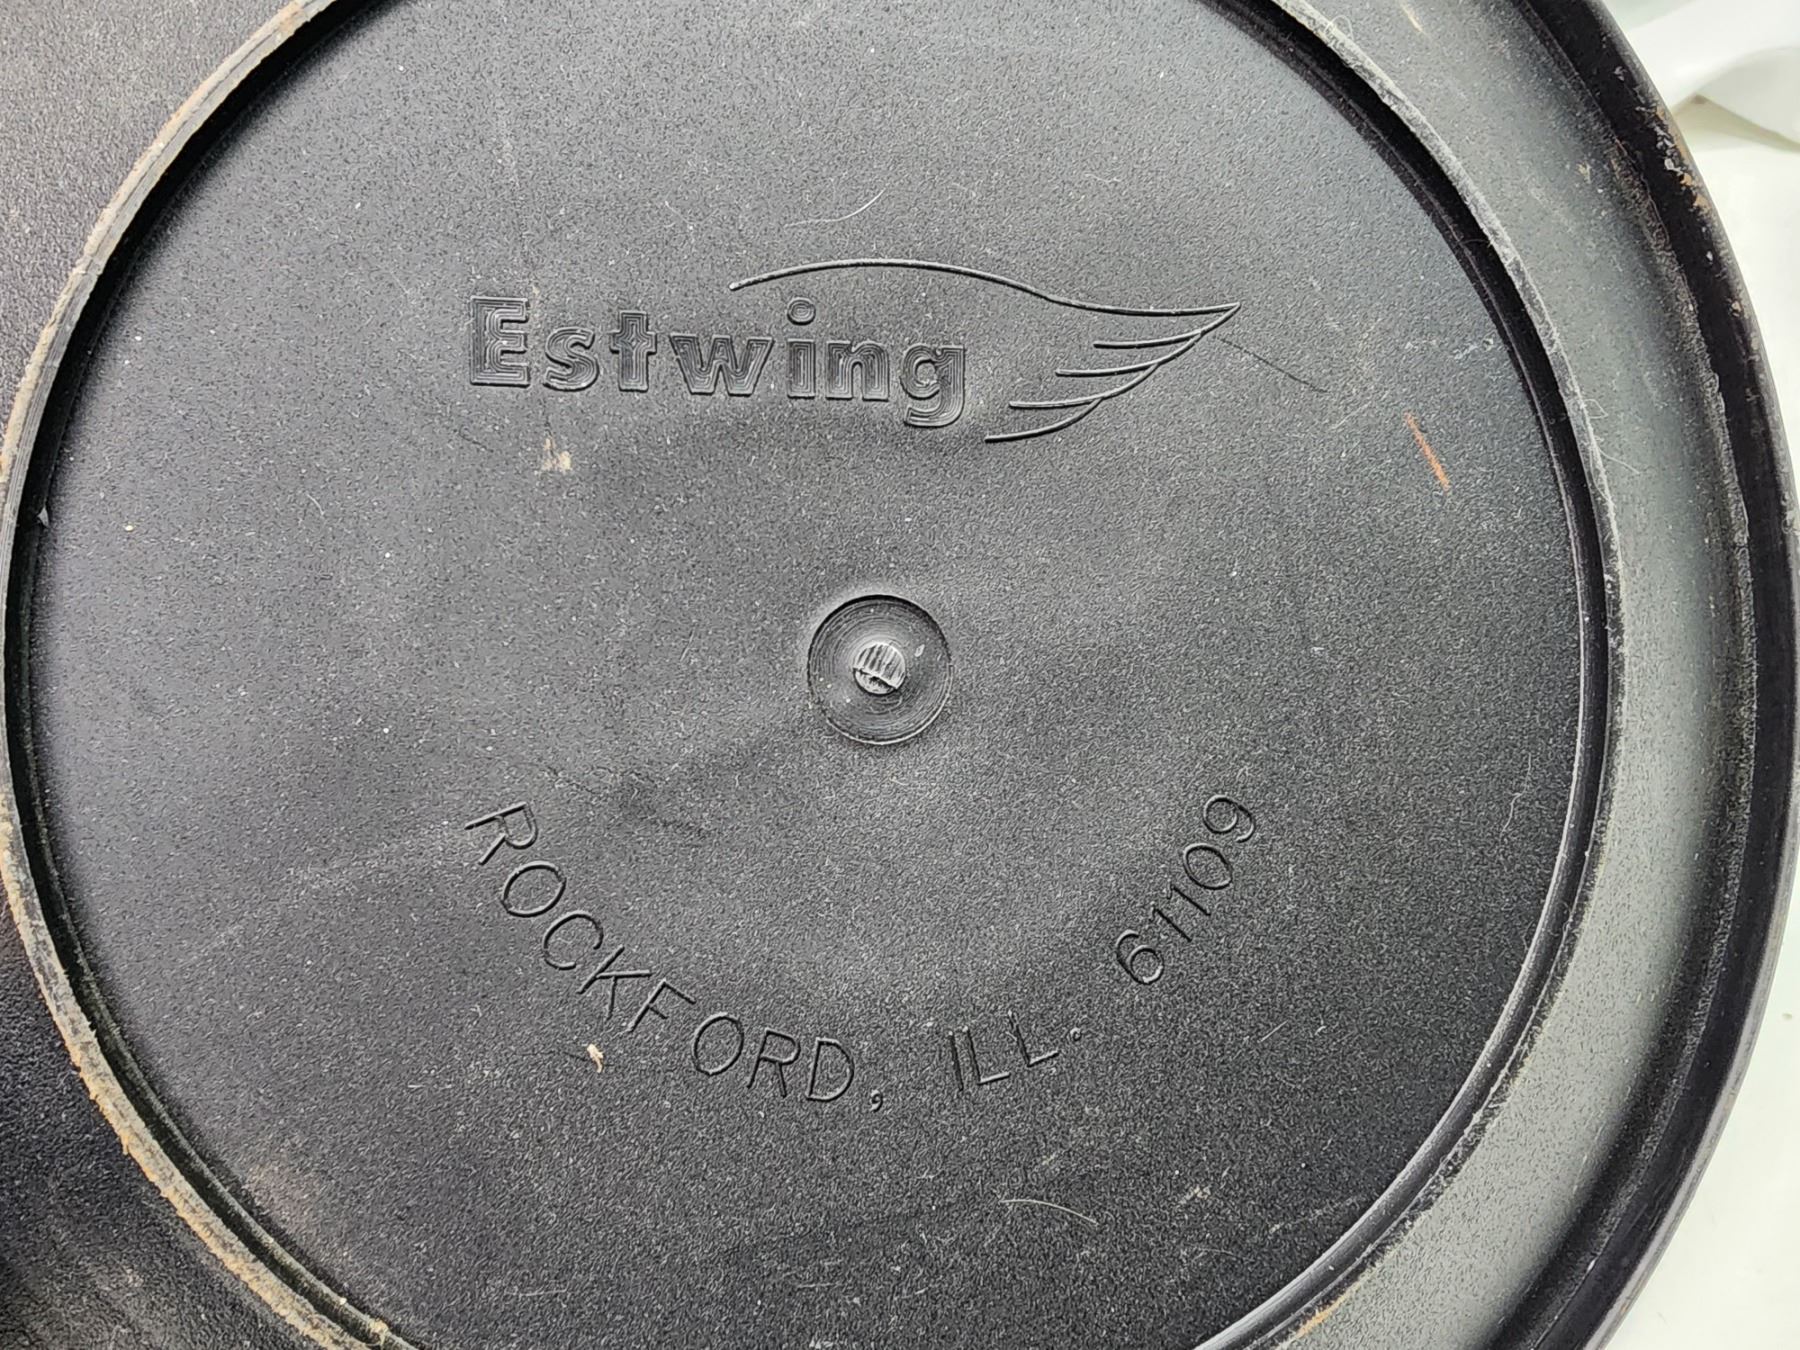 Estwing
ROCKFORD, ILL. 61109